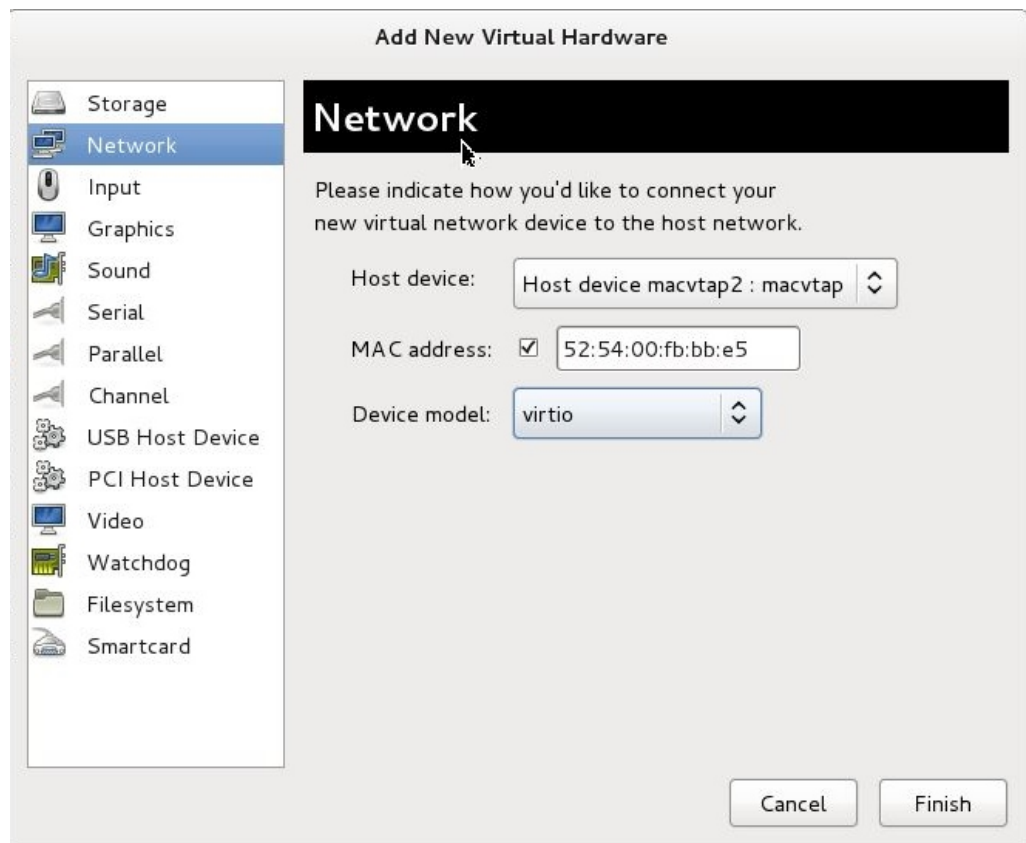 Add New Virtual Hardware
Storage
Network
Input
Graphics
Sound
Serial
Parallel
Channel
USB Host Device
PCI Host Device
Video
Watchdog
Filesystem
Smartcard
Network
Please indicate how you'd like to connect your
new virtual network device to the host network.
Host device: Host device macvtap2 : macvtap
MAC address: 52:54:00:fb:bb:e5
Device model: virtio
Cancel Finish